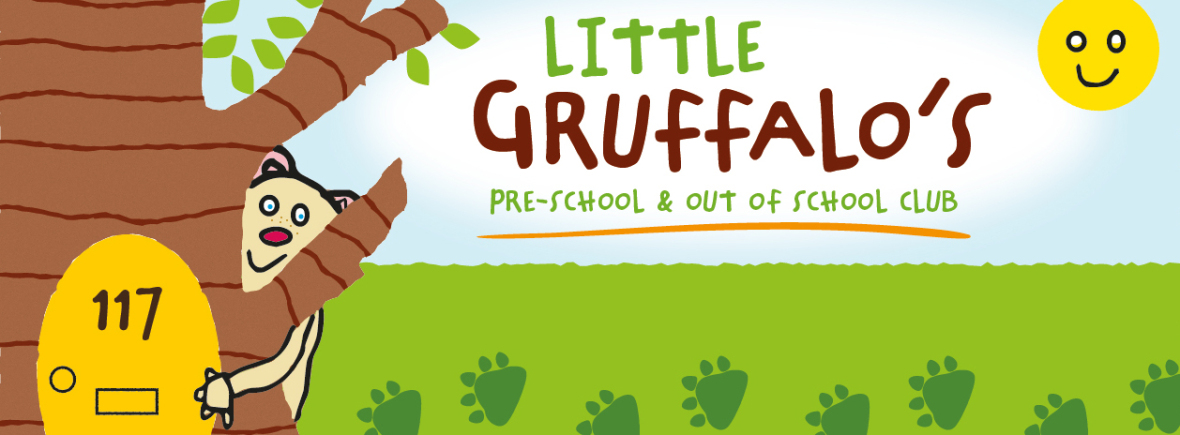 LITTLE
GRUFFALO'S
PRE-SCHOOL & OUT OF SCHOOL CLUB
117